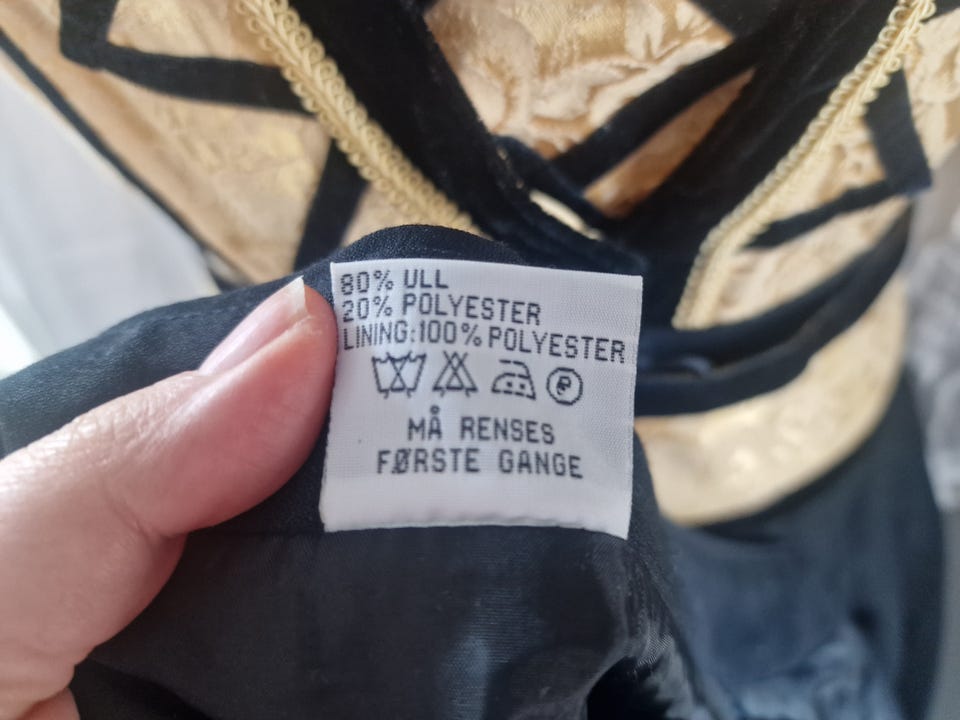 80% ULL
20% POLYESTER
LINING:100% POLYESTER
P
MÅ RENSES
FØRSTE GANGE